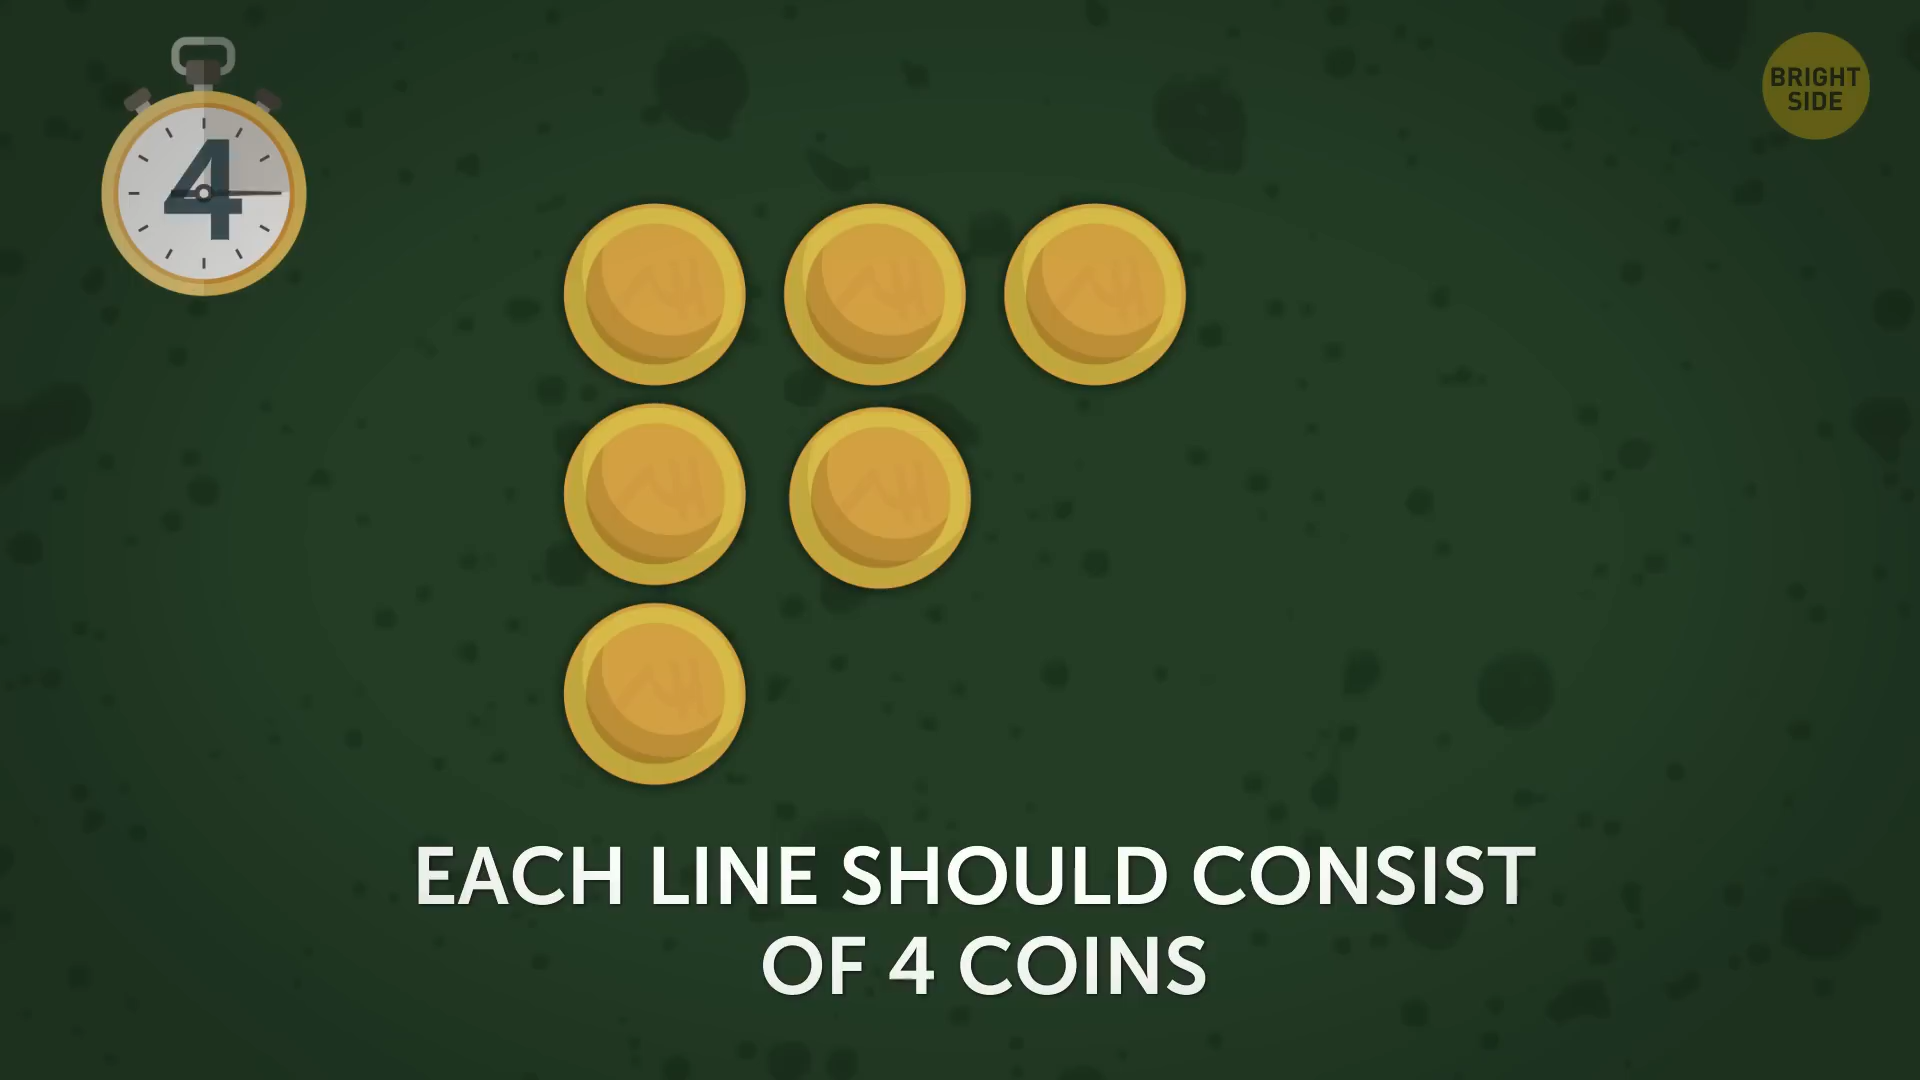 4
BRIGHT
SIDE
EACH LINE SHOULD CONSIST
OF 4 COINS